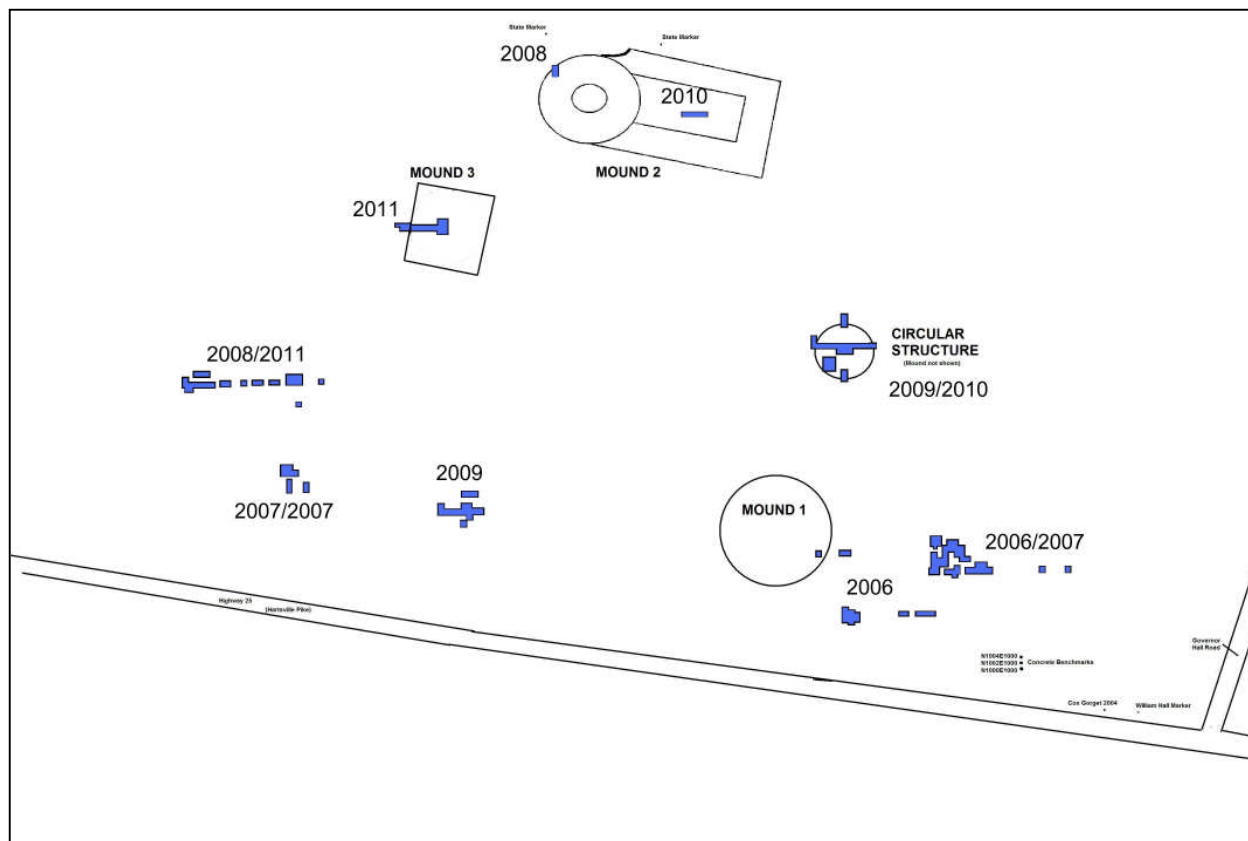 State Marker
State Marker
2008
2010
MOUND 3
MOUND 2
2011
CIRCULAR
STRUCTURE
(Mound not shown)
2008/2011
2009/2010
2009
2007/2007
MOUND 1
2006/2007
2006
Highway 25
(Hartsville Pike)
Governor
Hall Road
N1004E1000
N1002E1000
N1000E1000
Concrete Benchmarks
Cox Gorget 2004
William Hall Marker